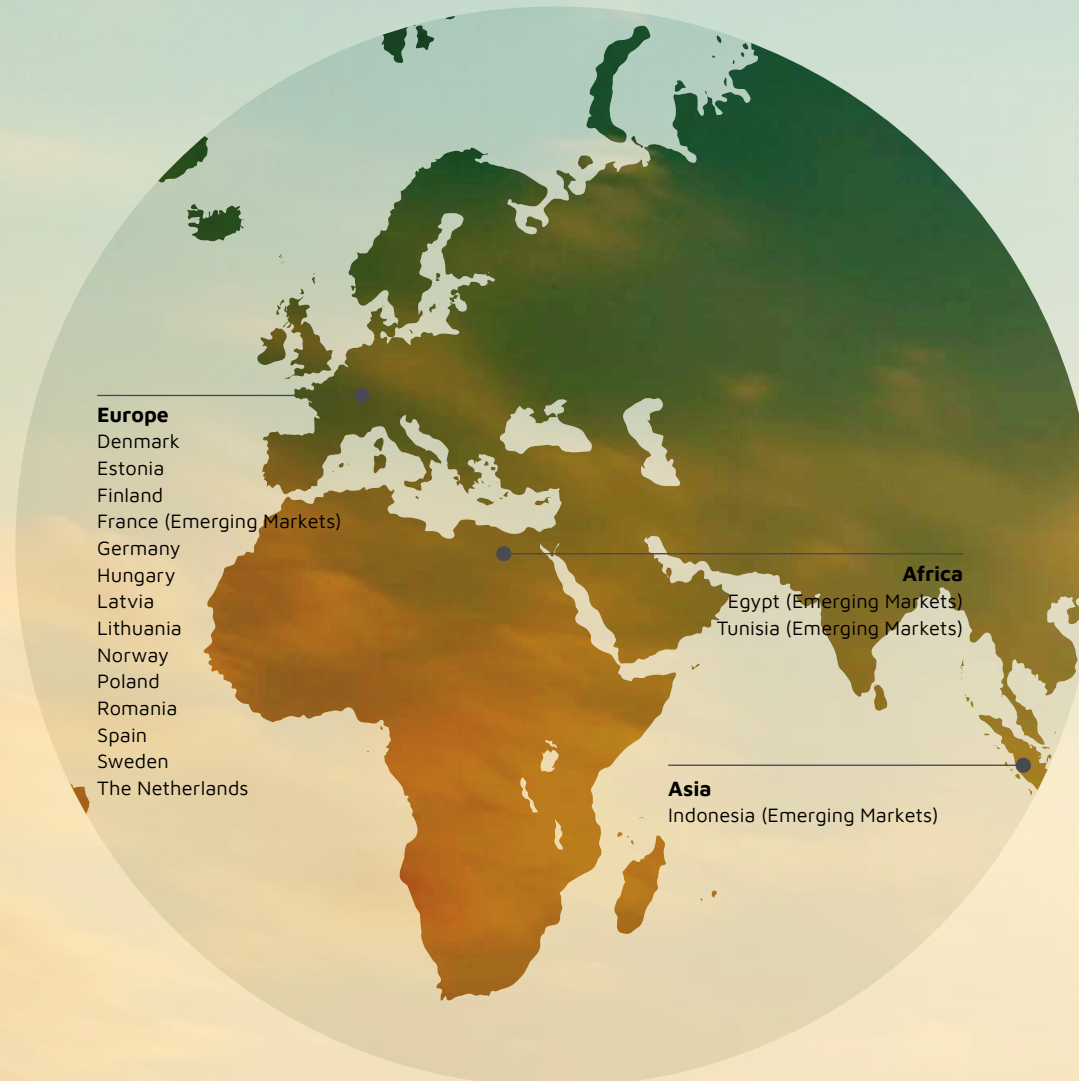 Europe
Denmark
Estonia
Finland
France (Emerging Markets)
Germany
Hungary
Latvia
Lithuania
Norway
Poland
Romania
Spain
Sweden
The Netherlands
Africa
Egypt (Emerging Markets)
Tunisia (Emerging Markets)
Asia
Indonesia (Emerging Markets)